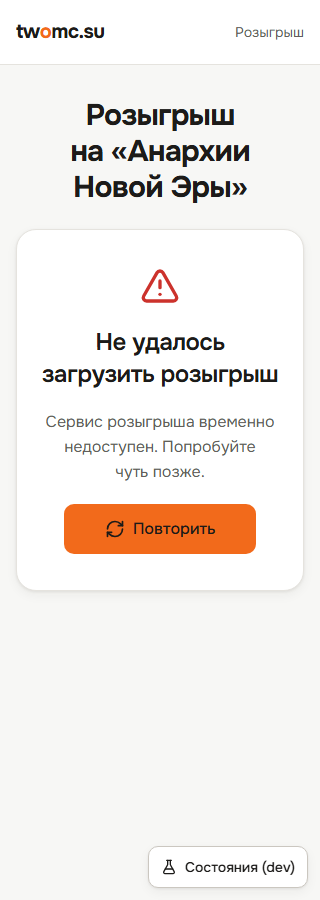 twomc.su
Розыгрыш
Розыгрыш
на «Анархии
Новой Эры»
Не удалось
загрузить розыгрыш
Сервис розыгрыша временно
недоступен. Попробуйте
чуть позже.
Повторить
Состояния (dev)